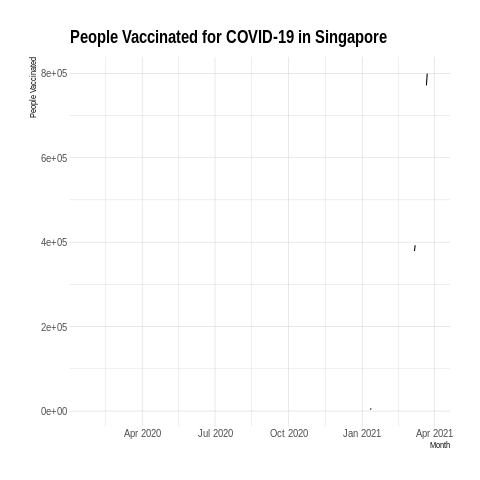 People Vaccinated for COVID-19 in Singapore
People Vaccinated
8e+05
6e+05
4e+05
2e+05
0e+00
Apr 2020 Jul 2020 Oct 2020 Jan 2021 Apr 2021
Month